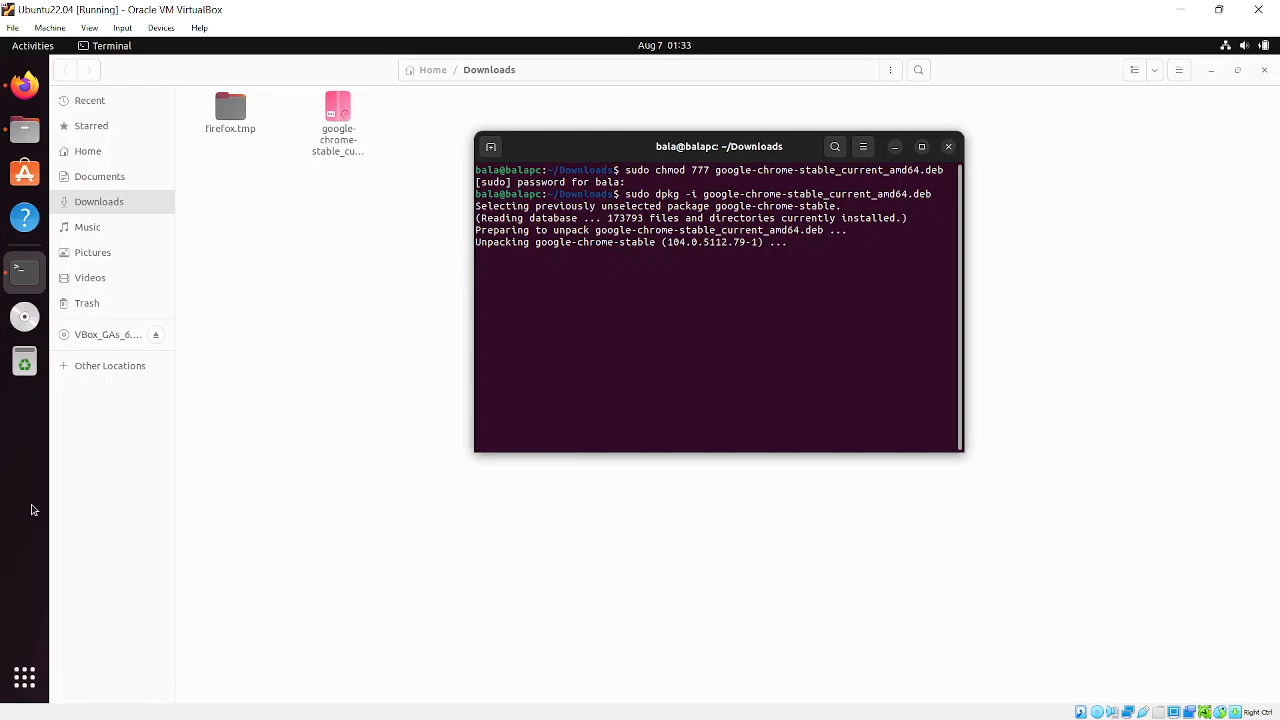 Ubuntu22.04 [Running] - Oracle VM VirtualBox
File Machine View Input Devices Help
Activities Terminal Aug 7 01:33
Home / Downloads
Recent
Starred
Home
Documents
Downloads
Music
Pictures
Videos
Trash
VBox_GAs_6....
Other Locations
firefox.tmp
google-
chrome-
stable_cu...
bala@balapc: ~/Downloads
bala@balapc:~/Downloads$ sudo chmod 777 google-chrome-stable_current_amd64.deb
[sudo] password for bala:
bala@balapc:~/Downloads$ sudo dpkg -i google-chrome-stable_current_amd64.deb
Selecting previously unselected package google-chrome-stable.
(Reading database ... 173793 files and directories currently installed.)
Preparing to unpack google-chrome-stable_current_amd64.deb ...
Unpacking google-chrome-stable (104.0.5112.79-1) ...
Right Ctrl